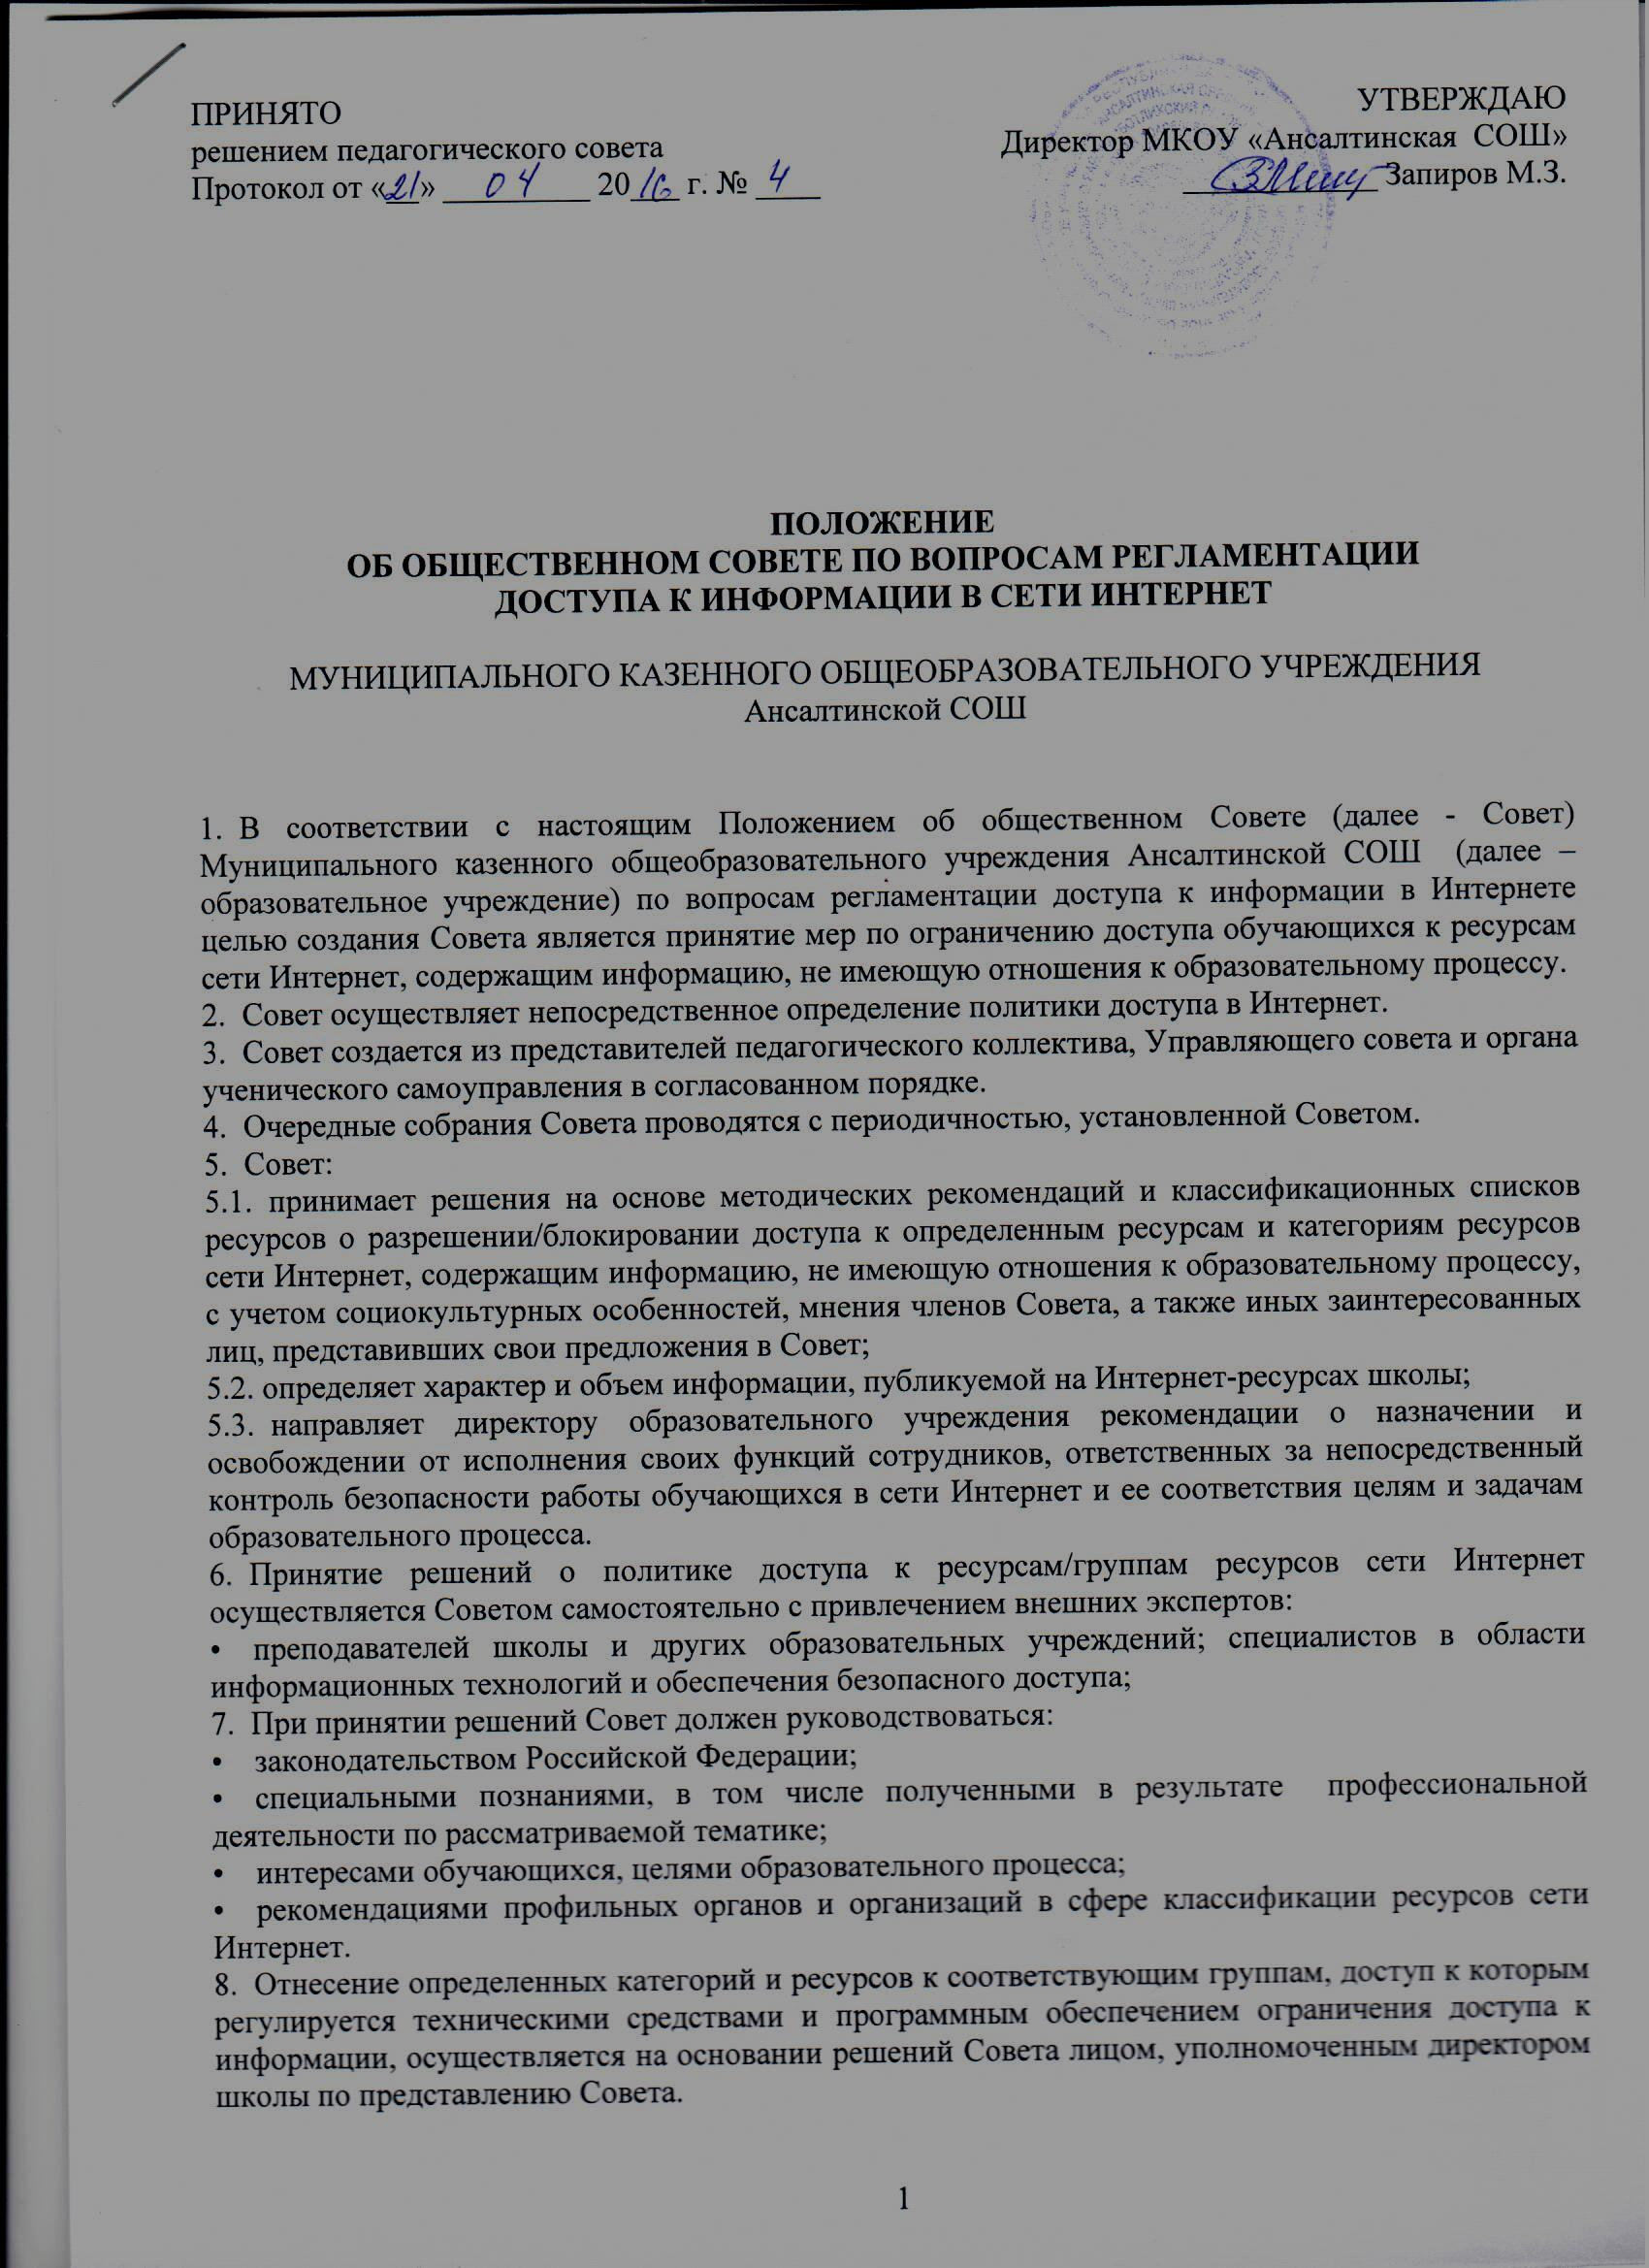 ПРИНЯТО
решением педагогического совета
Протокол от «21» 04 2016 г. № 4
УТВЕРЖДАЮ
Директор МКОУ «Ансалтинская СОШ»
Запиров М.З.
ПОЛОЖЕНИЕ
ОБ ОБЩЕСТВЕННОМ СОВЕТЕ ПО ВОПРОСАМ РЕГЛАМЕНТАЦИИ
ДОСТУПА К ИНФОРМАЦИИ В СЕТИ ИНТЕРНЕТ
МУНИЦИПАЛЬНОГО КАЗЕННОГО ОБЩЕОБРАЗОВАТЕЛЬНОГО УЧРЕЖДЕНИЯ
Ансалтинской СОШ
1. В соответствии с настоящим Положением об общественном Совете (далее - Совет)
Муниципального казенного общеобразовательного учреждения Ансалтинской СОШ (далее –
образовательное учреждение) по вопросам регламентации доступа к информации в Интернете
целью создания Совета является принятие мер по ограничению доступа обучающихся к ресурсам
сети Интернет, содержащим информацию, не имеющую отношения к образовательному процессу.
2. Совет осуществляет непосредственное определение политики доступа в Интернет.
3. Совет создается из представителей педагогического коллектива, Управляющего совета и органа
ученического самоуправления в согласованном порядке.
4. Очередные собрания Совета проводятся с периодичностью, установленной Советом.
5. Совет:
5.1. принимает решения на основе методических рекомендаций и классификационных списков
ресурсов о разрешении/блокировании доступа к определенным ресурсам и категориям ресурсов
сети Интернет, содержащим информацию, не имеющую отношения к образовательному процессу,
с учетом социокультурных особенностей, мнения членов Совета, а также иных заинтересованных
лиц, представивших свои предложения в Совет;
5.2. определяет характер и объем информации, публикуемой на Интернет-ресурсах школы;
5.3. направляет директору образовательного учреждения рекомендации о назначении и
освобождении от исполнения своих функций сотрудников, ответственных за непосредственный
контроль безопасности работы обучающихся в сети Интернет и ее соответствия целям и задачам
образовательного процесса.
6. Принятие решений о политике доступа к ресурсам/группам ресурсов сети Интернет
осуществляется Советом самостоятельно с привлечением внешних экспертов:
• преподавателей школы и других образовательных учреждений; специалистов в области
информационных технологий и обеспечения безопасного доступа;
7. При принятии решений Совет должен руководствоваться:
• законодательством Российской Федерации;
• специальными познаниями, в том числе полученными в результате профессиональной
деятельности по рассматриваемой тематике;
• интересами обучающихся, целями образовательного процесса;
• рекомендациями профильных органов и организаций в сфере классификации ресурсов сети
Интернет.
8. Отнесение определенных категорий и ресурсов к соответствующим группам, доступ к которым
регулируется техническими средствами и программным обеспечением ограничения доступа к
информации, осуществляется на основании решений Совета лицом, уполномоченным директором
школы по представлению Совета.
1